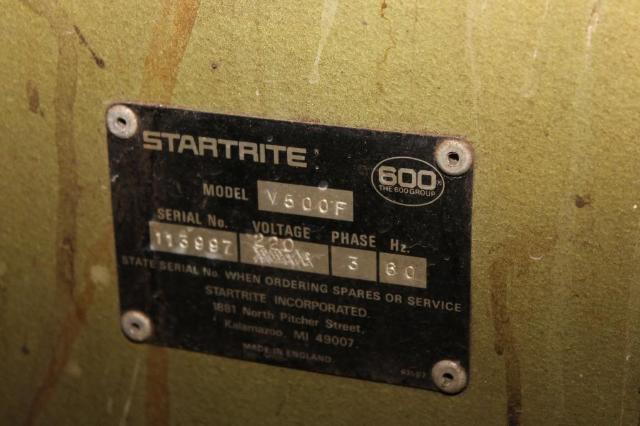 STARTRITE
600
THE 600 GROUP
MODEL V500F
SERIAL No. VOLTAGE PHASE Hz.
115997 220 3 60
STATE SERIAL No. WHEN ORDERING SPARES OR SERVICE
STARTRITE INCORPORATED.
1881 North Pitcher Street,
Kalamazoo. MI 49007.
MADE IN ENGLAND.